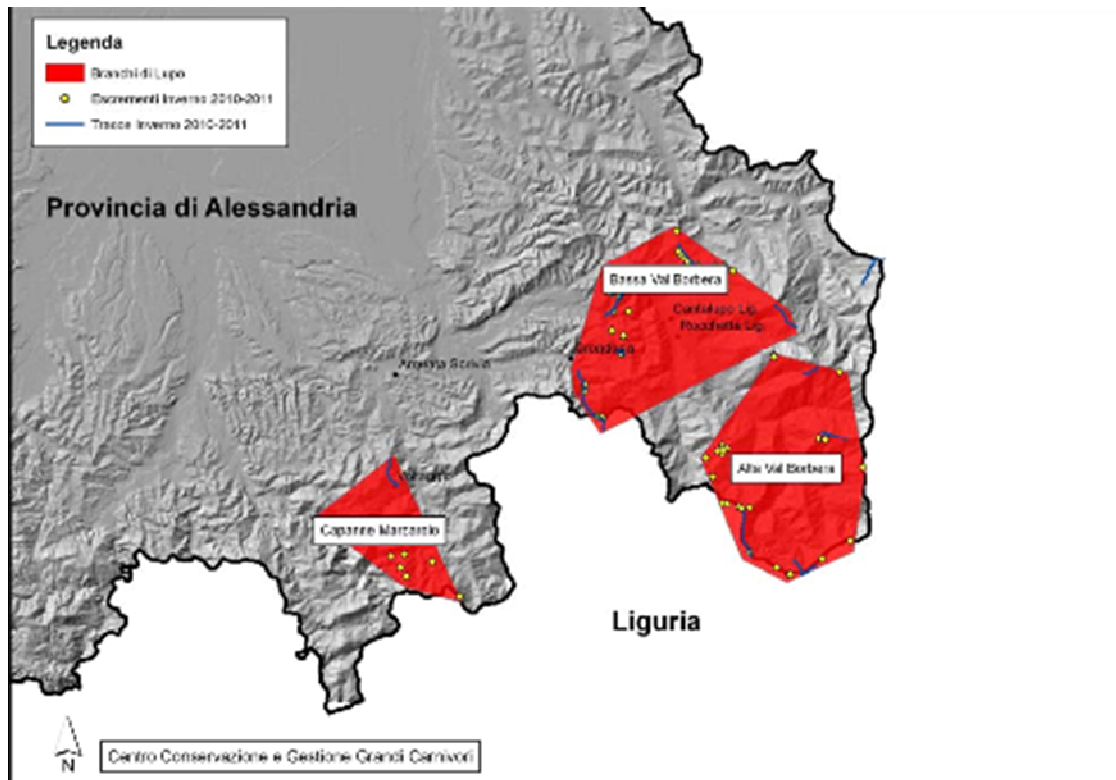 Legenda
Branchi di Lupo
Escrementi Inverno 2010-2011
Tracce Inverno 2010-2011
Provincia di Alessandria
Bassa Val Borbera
Cantalupo Lig.
Rocchetta Lig.
Arquata Scrivia
Alta Val Borbera
Capanne Marcarolo
Liguria
N
Centro Conservazione e Gestione Grandi Carnivori